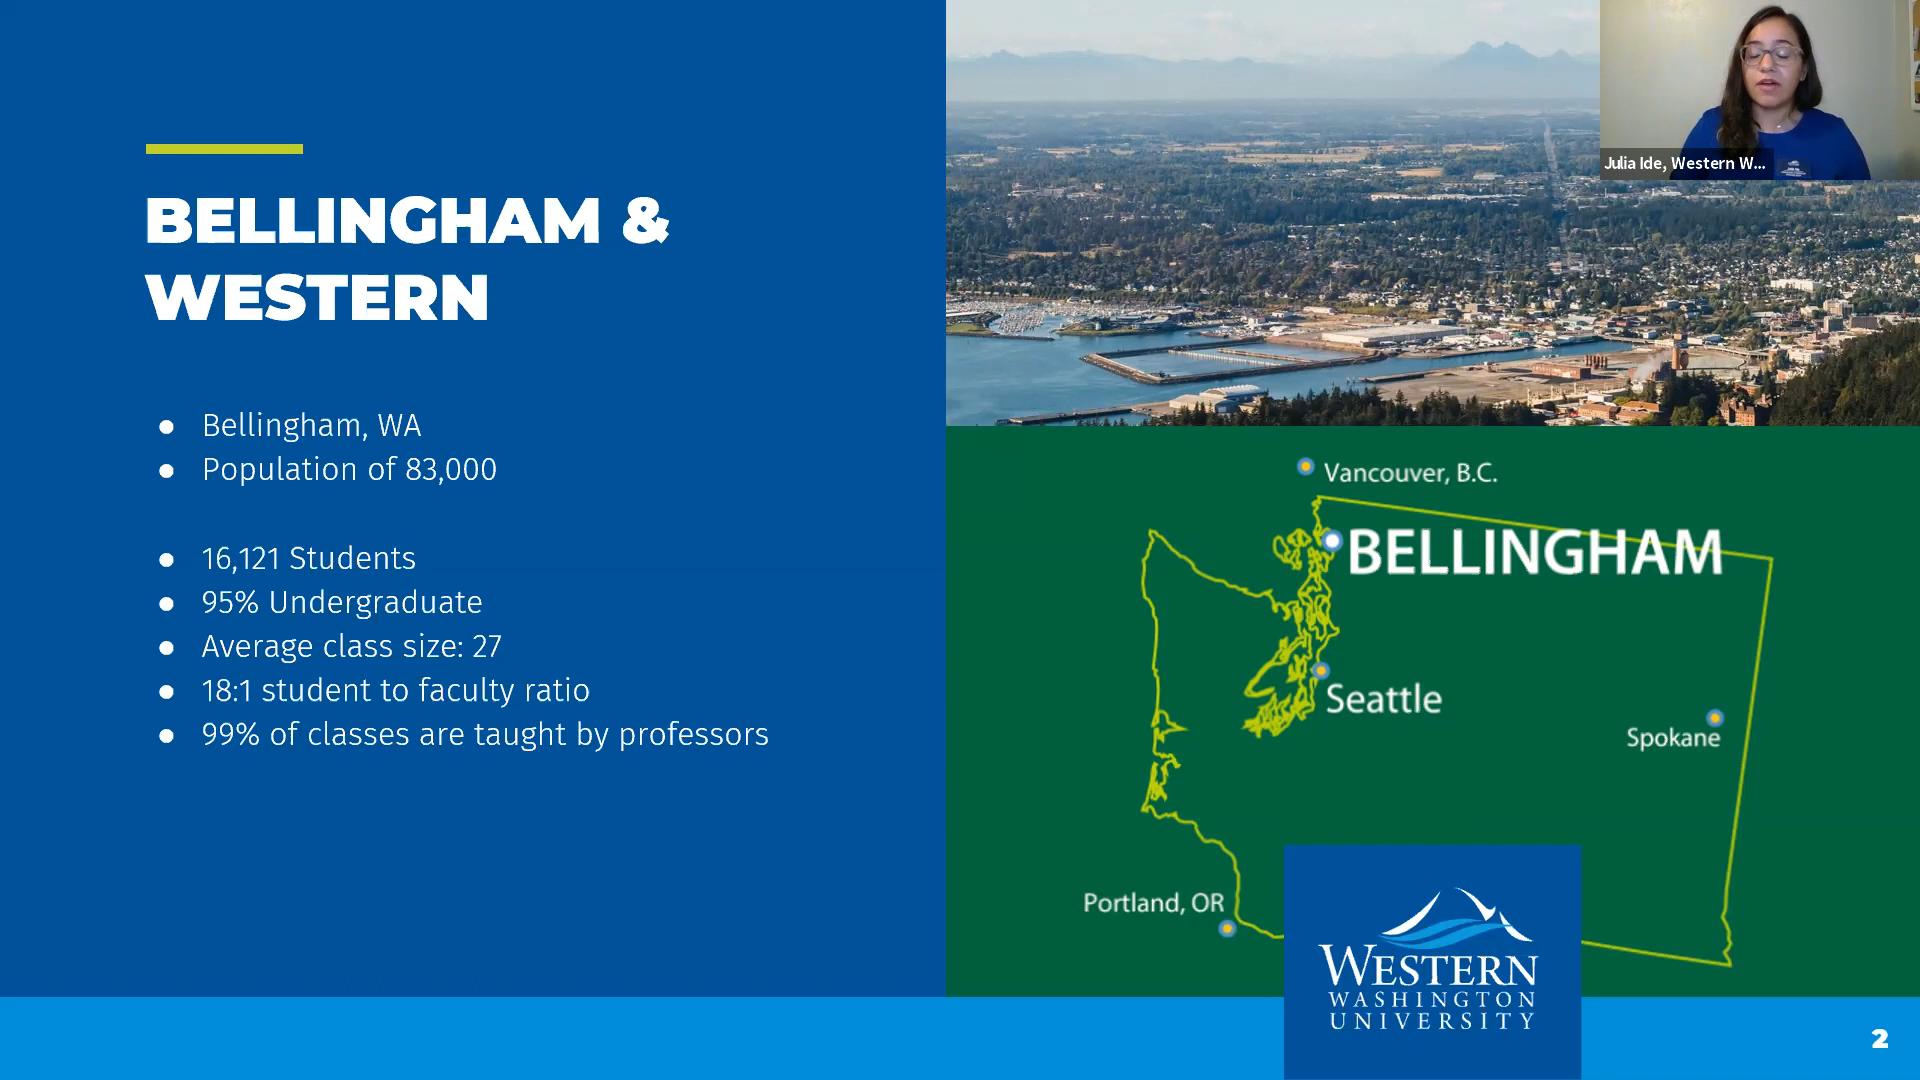 BELLINGHAM &
WESTERN
● Bellingham, WA
● Population of 83,000
● 16,121 Students
● 95% Undergraduate
● Average class size: 27
● 18:1 student to faculty ratio
● 99% of classes are taught by professors
Julia Ide, Western W...
Vancouver, B.C.
BELLINGHAM
Seattle
Spokane
Portland, OR
WESTERN
WASHINGTON
UNIVERSITY
2